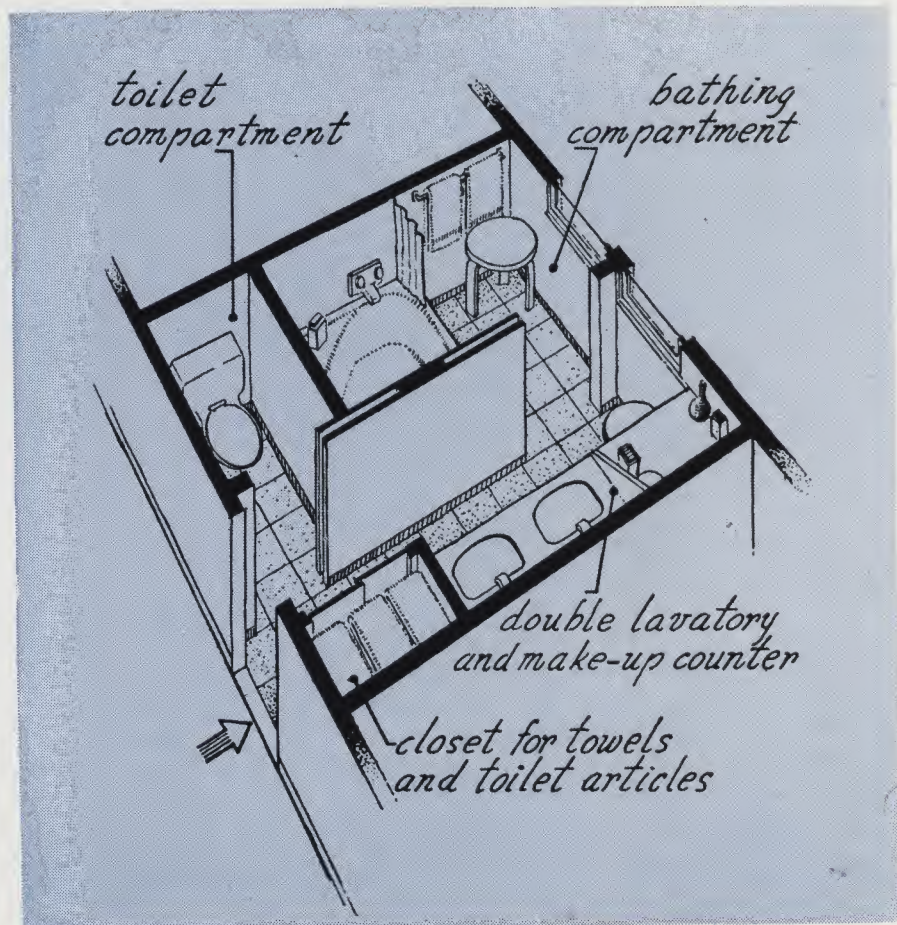 toilet
compartment
bathing
compartment
double lavatory
and make-up counter
closet for towels
and toilet articles